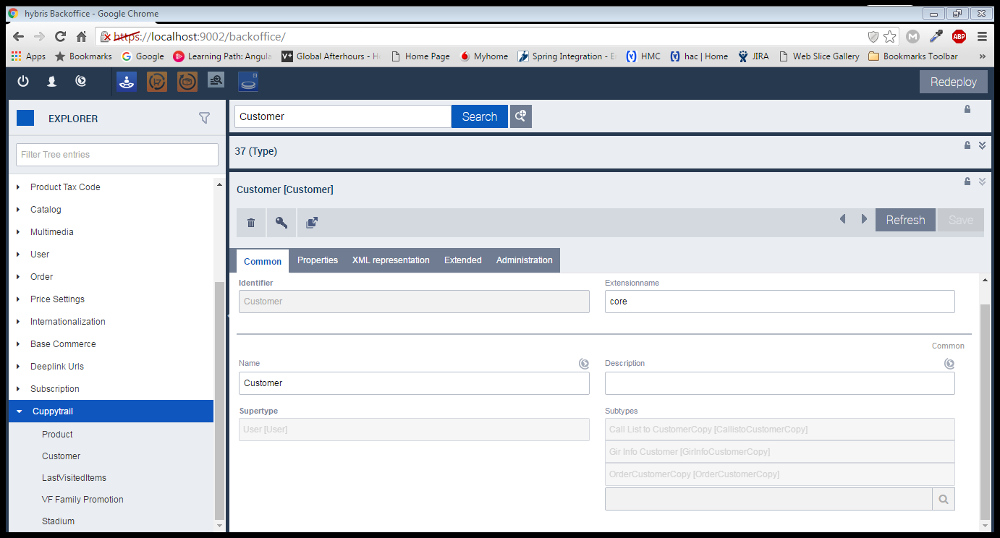 hybris Backoffice - Google Chrome
https://localhost:9002/backoffice/
ABP
Apps Bookmarks Google Learning Path: Angula V+ Global Afterhours - H Home Page Myhome Spring Integration - E HMC hac | Home JIRA Web Slice Gallery Bookmarks Toolbar »
Redeploy
EXPLORER
Filter Tree entries
Product Tax Code
Catalog
Multimedia
User
Order
Price Settings
Internationalization
Base Commerce
Deeplink Urls
Subscription
Cuppytrail
Product
Customer
LastVisitedItems
VF Family Promotion
Stadium
Customer Search
37 (Type)
Customer [Customer]
Refresh Save
Common Properties XML representation Extended Administration
Identifier Extensionname
Customer core
Common
Name Description
Customer
Supertype Subtypes
User [User] Call List to CustomerCopy [CallistoCustomerCopy]
Gir Info Customer [GirInfoCustomerCopy]
OrderCustomerCopy [OrderCustomerCopy]